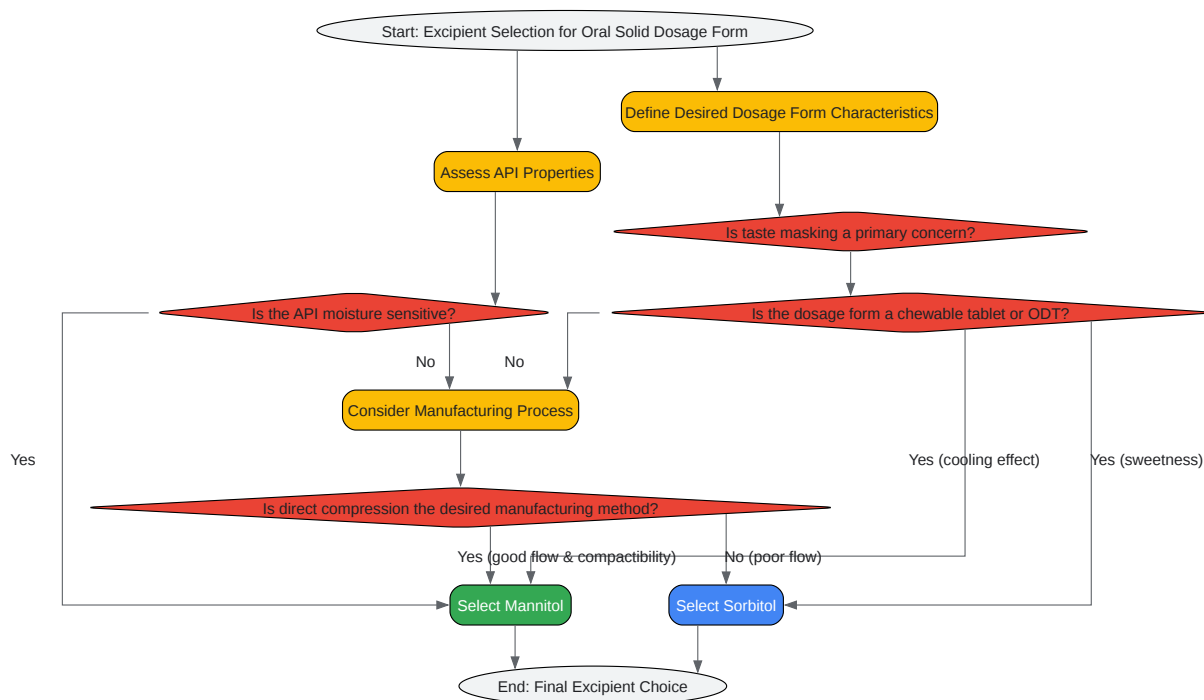 Start: Excipient Selection for Oral Solid Dosage Form
Define Desired Dosage Form Characteristics
Assess API Properties
Is taste masking a primary concern?
Is the API moisture sensitive?
Is the dosage form a chewable tablet or ODT?
No
No
Consider Manufacturing Process
Yes
Yes (cooling effect)
Yes (sweetness)
Is direct compression the desired manufacturing method?
Yes (good flow & compactibility)
No (poor flow)
Select Mannitol
Select Sorbitol
End: Final Excipient Choice